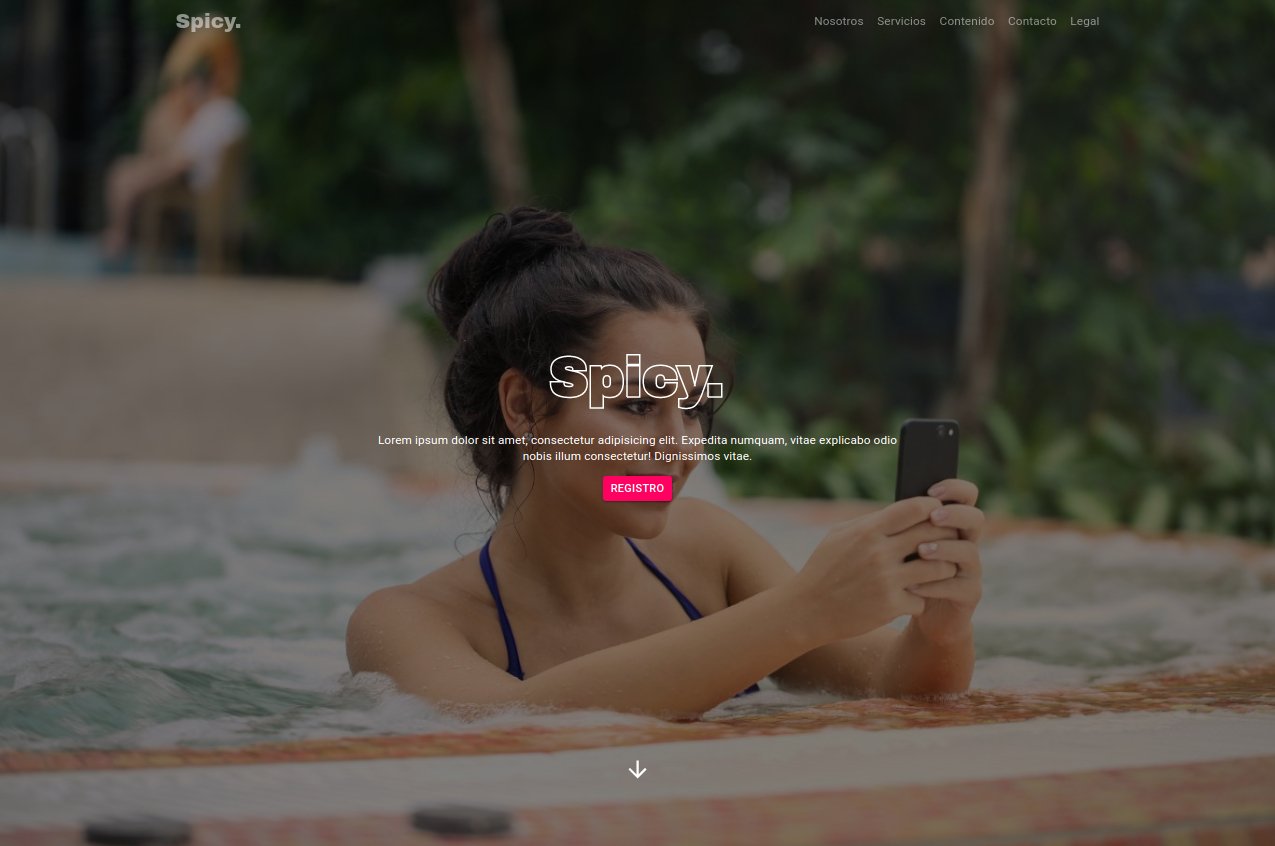 Spicy.
Nosotros Servicios Contenido Contacto Legal
Spicy.
Lorem ipsum dolor sit amet, consectetur adipisicing elit. Expedita numquam, vitae explicabo odio
nobis illum consectetur! Dignissimos vitae.
REGISTRO